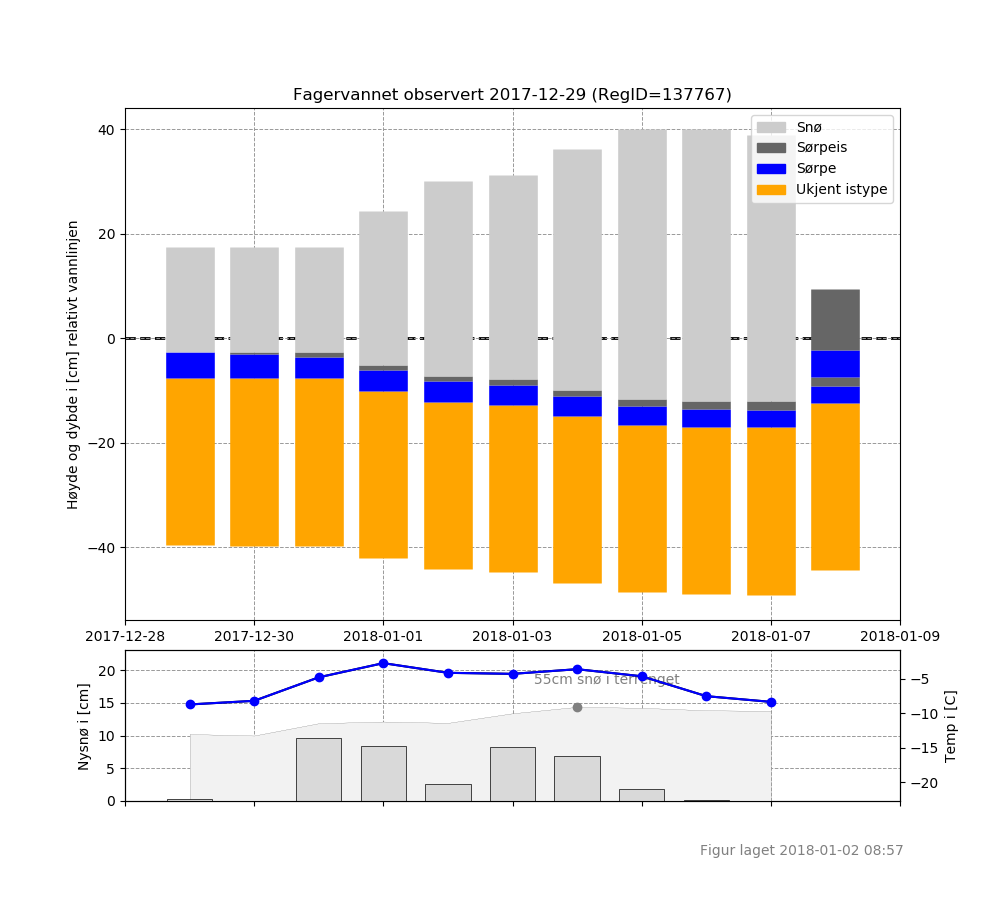 Fagervannet observert 2017-12-29 (RegID=137767)
Høyde og dybde i [cm] relativt vannlinjen
40
20
0
−20
−40
Snø
Sørpeis
Sørpe
Ukjent istype
2017-12-28
2017-12-30
2018-01-01
2018-01-03
2018-01-05
2018-01-07
2018-01-09
Nysnø i [cm]
20
15
10
5
0
55cm snø i terrenget
−5
−10
−15
−20
Temp i [C]
Figur laget 2018-01-02 08:57